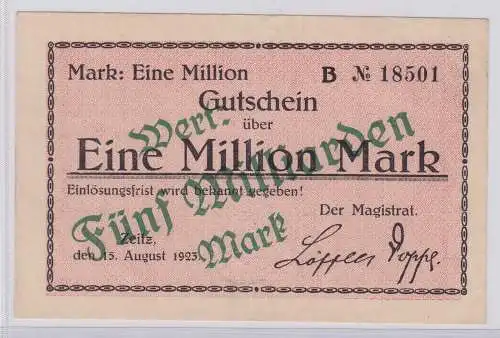 Mark: Eine Million
B № 18501
Gutschein
über
Eine Million Mark
Einlösungsfrist wird bekannt gegeben!
Der Magistrat.
Zeitz,
den 15. August 1923.
Wert:
Fünf Milliarden
Mark